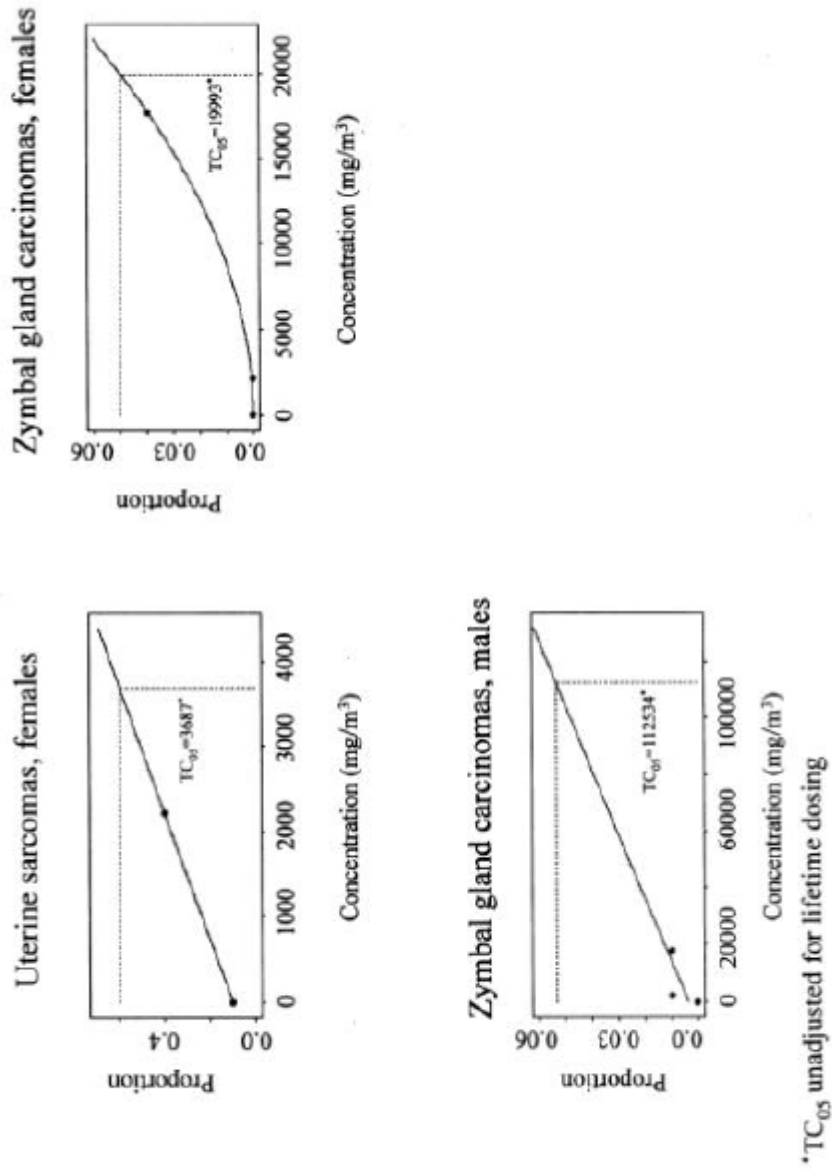 Uterine sarcomas, females
Proportion
0.4
0.0
TC₀₅=3687*
0 1000 2000 3000 4000
Concentration (mg/m³)
Zymbal gland carcinomas, females
Proportion
0.06
0.03
0.0
TC₀₅=19993*
0 5000 10000 15000 20000
Concentration (mg/m³)
Zymbal gland carcinomas, males
Proportion
0.06
0.03
0.0
TC₀₅=112534*
0 20000 60000 100000
Concentration (mg/m³)
*TC₀₅ unadjusted for lifetime dosing